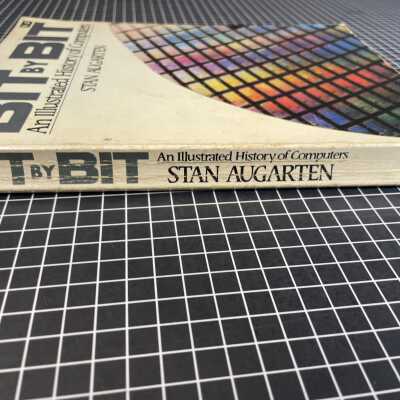 BIT BY BIT
An Illustrated History of Computers
STAN AUGARTEN
T BY BIT
An Illustrated History of Computers
STAN AUGARTEN